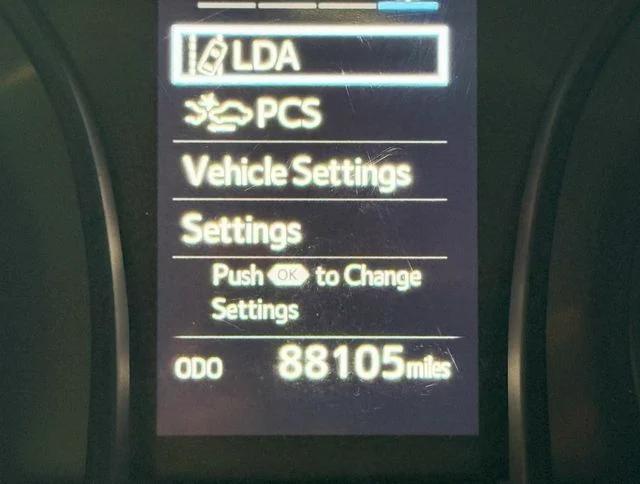 LDA
PCS
Vehicle Settings
Settings
Push OK to Change
Settings
ODO 88105 miles